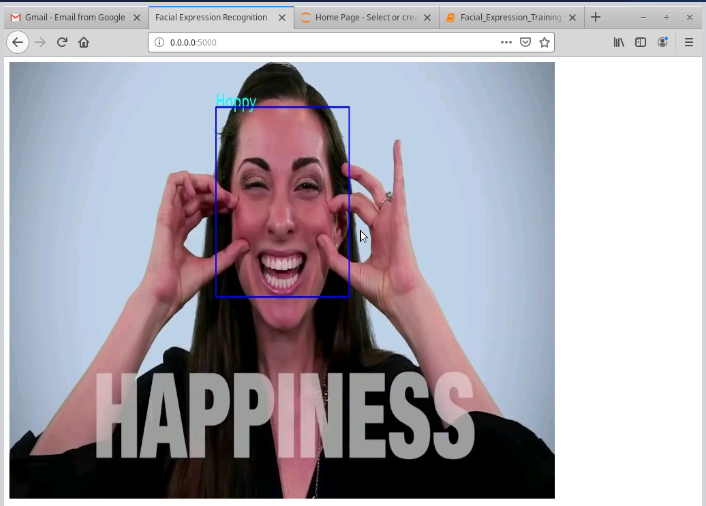 Gmail - Email from Google
Facial Expression Recognition
Home Page - Select or crea
Facial_Expression_Training
0.0.0.0:5000
Happy
HAPPINESS